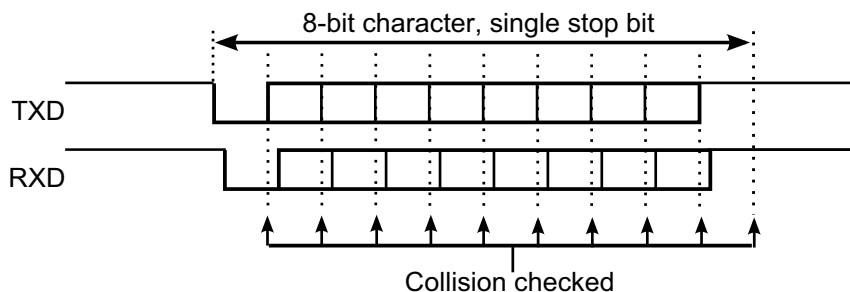 8-bit character, single stop bit
TXD
RXD
Collision checked